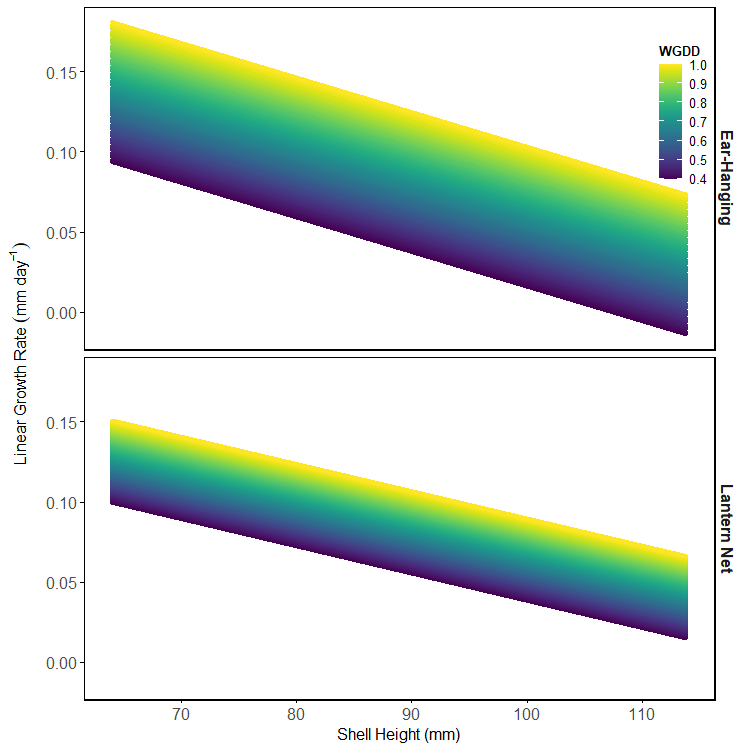 WGDD
1.0
0.9
0.8
0.7
0.6
0.5
0.4
0.15
0.10
0.05
0.00
Ear-Hanging
0.15
0.10
0.05
0.00
Lantern Net
Linear Growth Rate (mm day⁻¹)
70 80 90 100 110
Shell Height (mm)